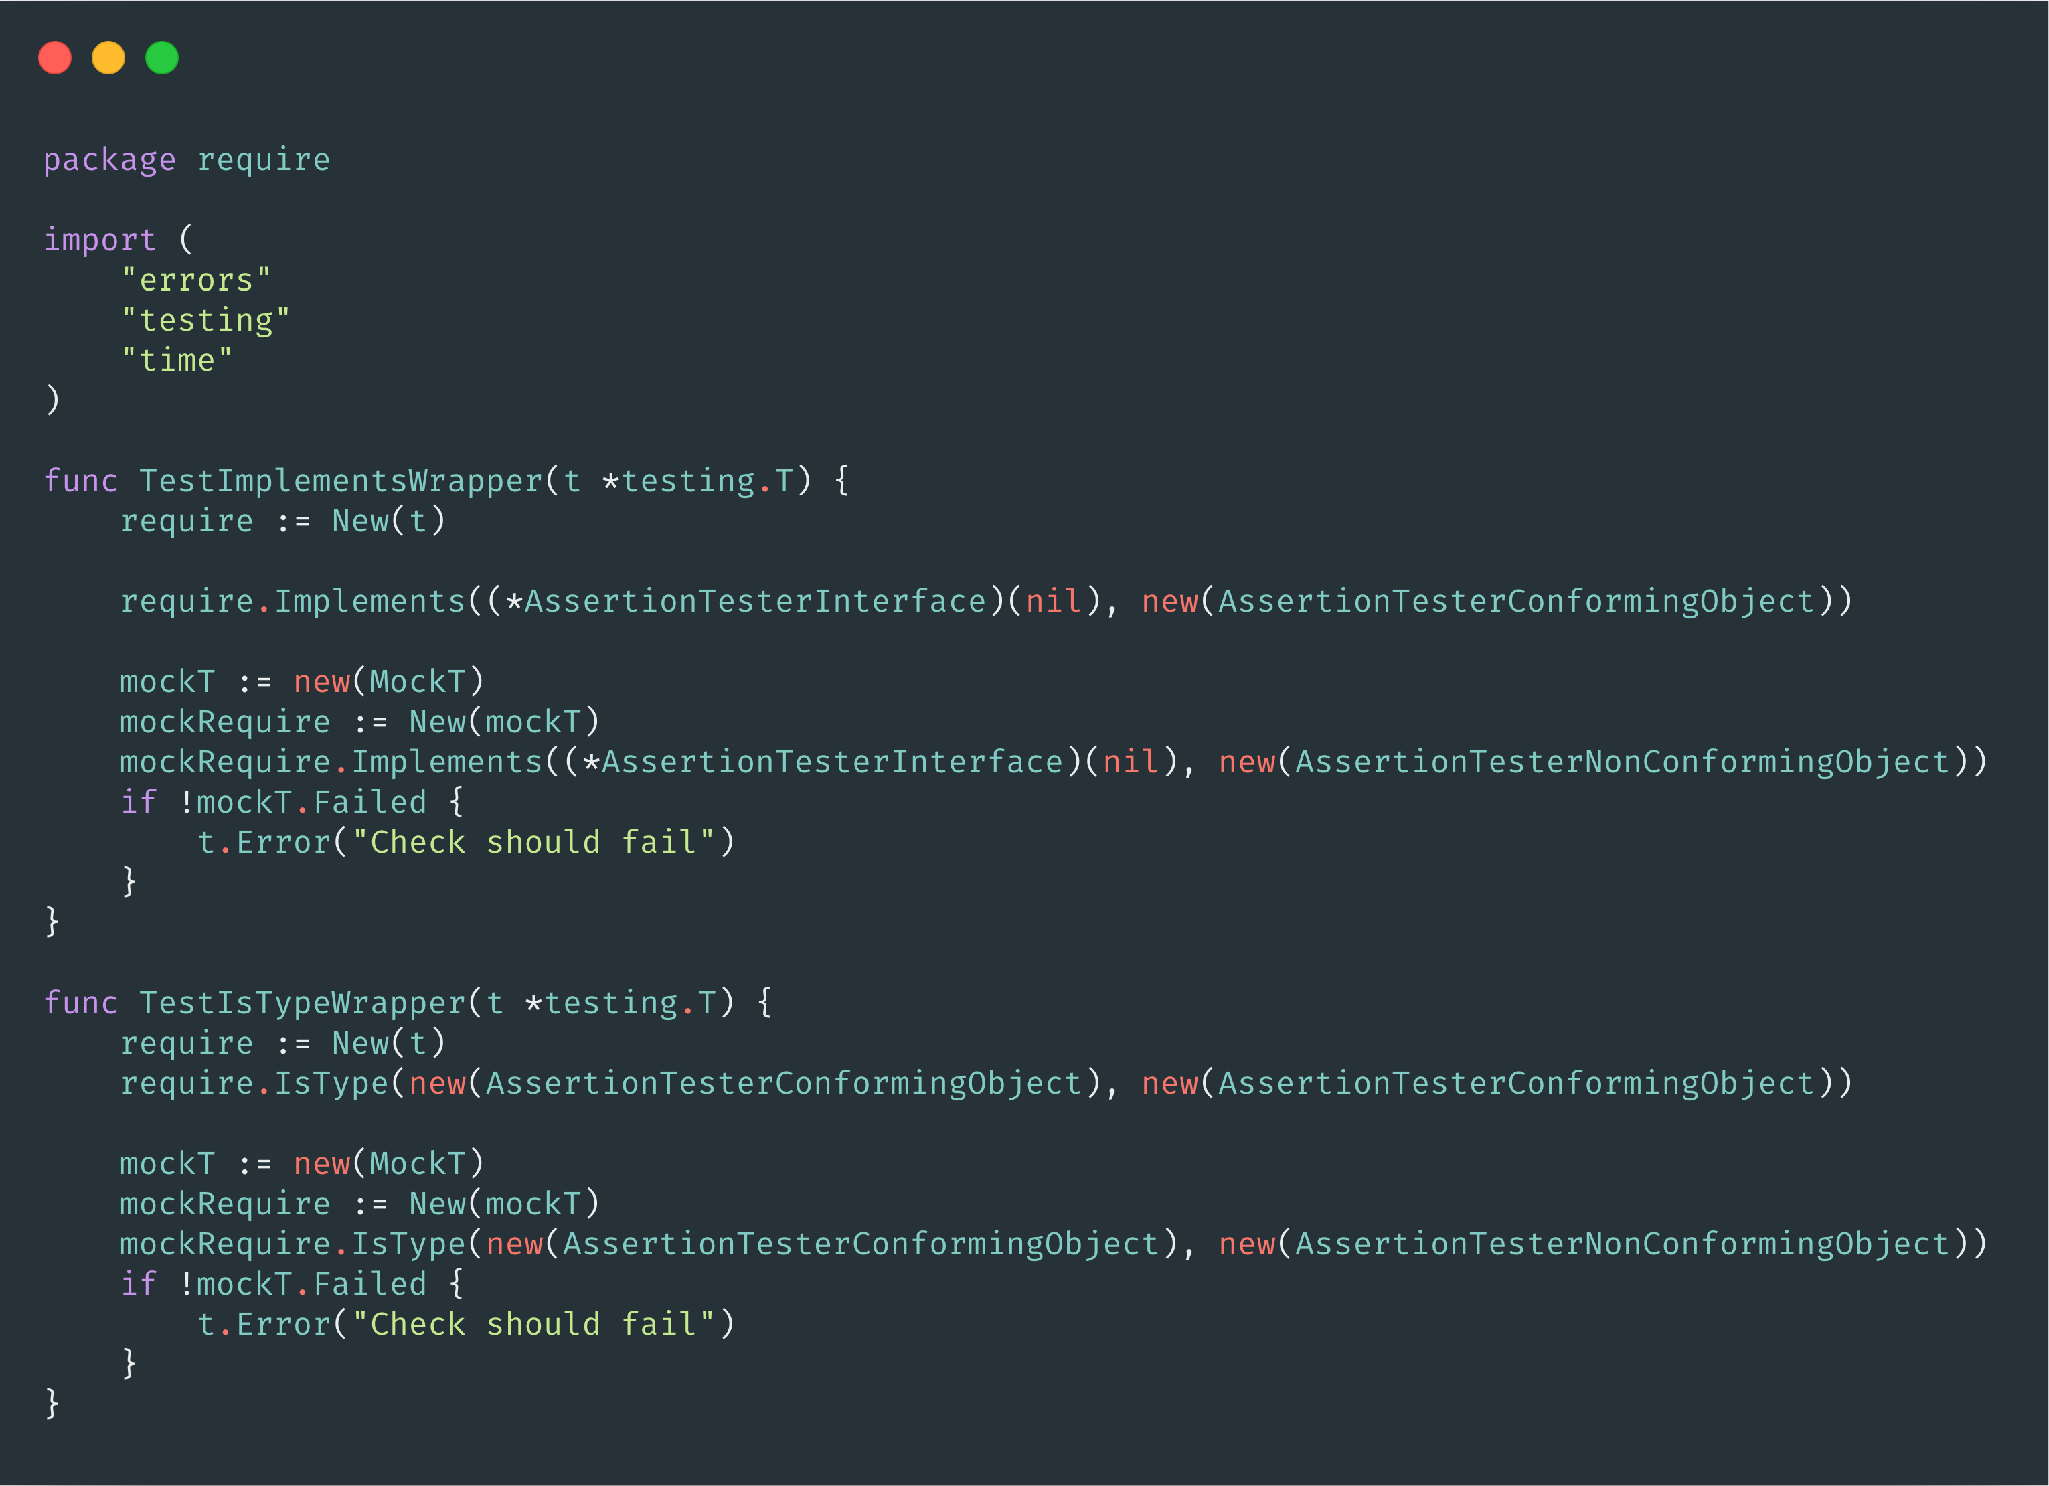 package require

import (
    "errors"
    "testing"
    "time"
)

func TestImplementsWrapper(t *testing.T) {
    require := New(t)

    require.Implements((*AssertionTesterInterface)(nil), new(AssertionTesterConformingObject))

    mockT := new(MockT)
    mockRequire := New(mockT)
    mockRequire.Implements((*AssertionTesterInterface)(nil), new(AssertionTesterNonConformingObject))
    if !mockT.Failed {
        t.Error("Check should fail")
    }
}

func TestIsTypeWrapper(t *testing.T) {
    require := New(t)
    require.IsType(new(AssertionTesterConformingObject), new(AssertionTesterConformingObject))

    mockT := new(MockT)
    mockRequire := New(mockT)
    mockRequire.IsType(new(AssertionTesterConformingObject), new(AssertionTesterNonConformingObject))
    if !mockT.Failed {
        t.Error("Check should fail")
    }
}